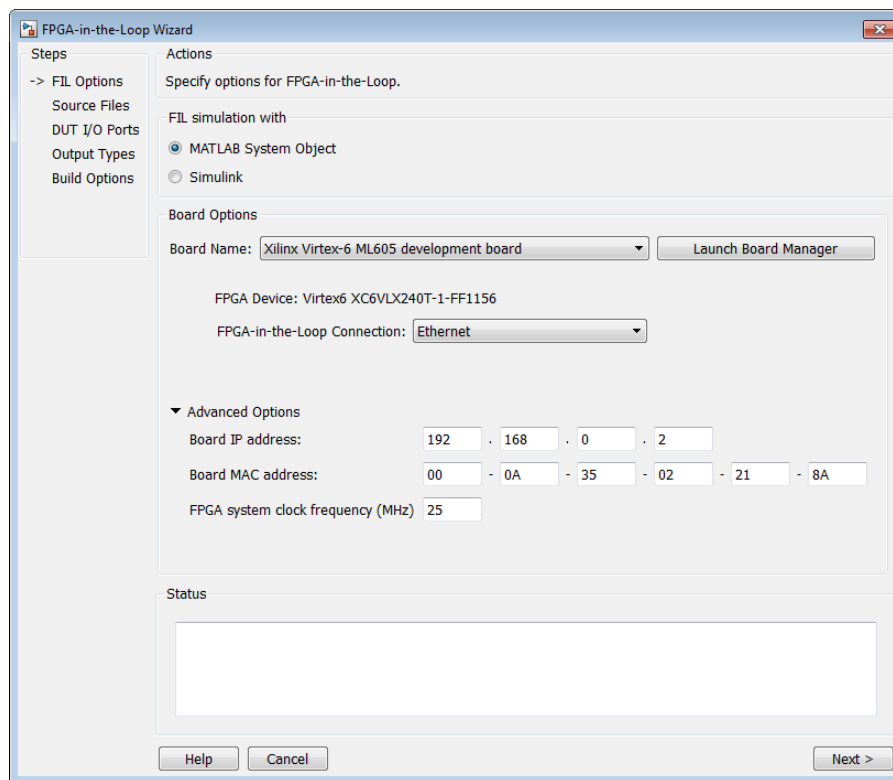 FPGA-in-the-Loop Wizard
Steps
-> FIL Options
Source Files
DUT I/O Ports
Output Types
Build Options
Actions
Specify options for FPGA-in-the-Loop.
FIL simulation with
MATLAB System Object
Simulink
Board Options
Board Name: Xilinx Virtex-6 ML605 development board Launch Board Manager
FPGA Device: Virtex6 XC6VLX240T-1-FF1156
FPGA-in-the-Loop Connection: Ethernet
Advanced Options
Board IP address: 192 . 168 . 0 . 2
Board MAC address: 00 - 0A - 35 - 02 - 21 - 8A
FPGA system clock frequency (MHz) 25
Status
Help Cancel Next >